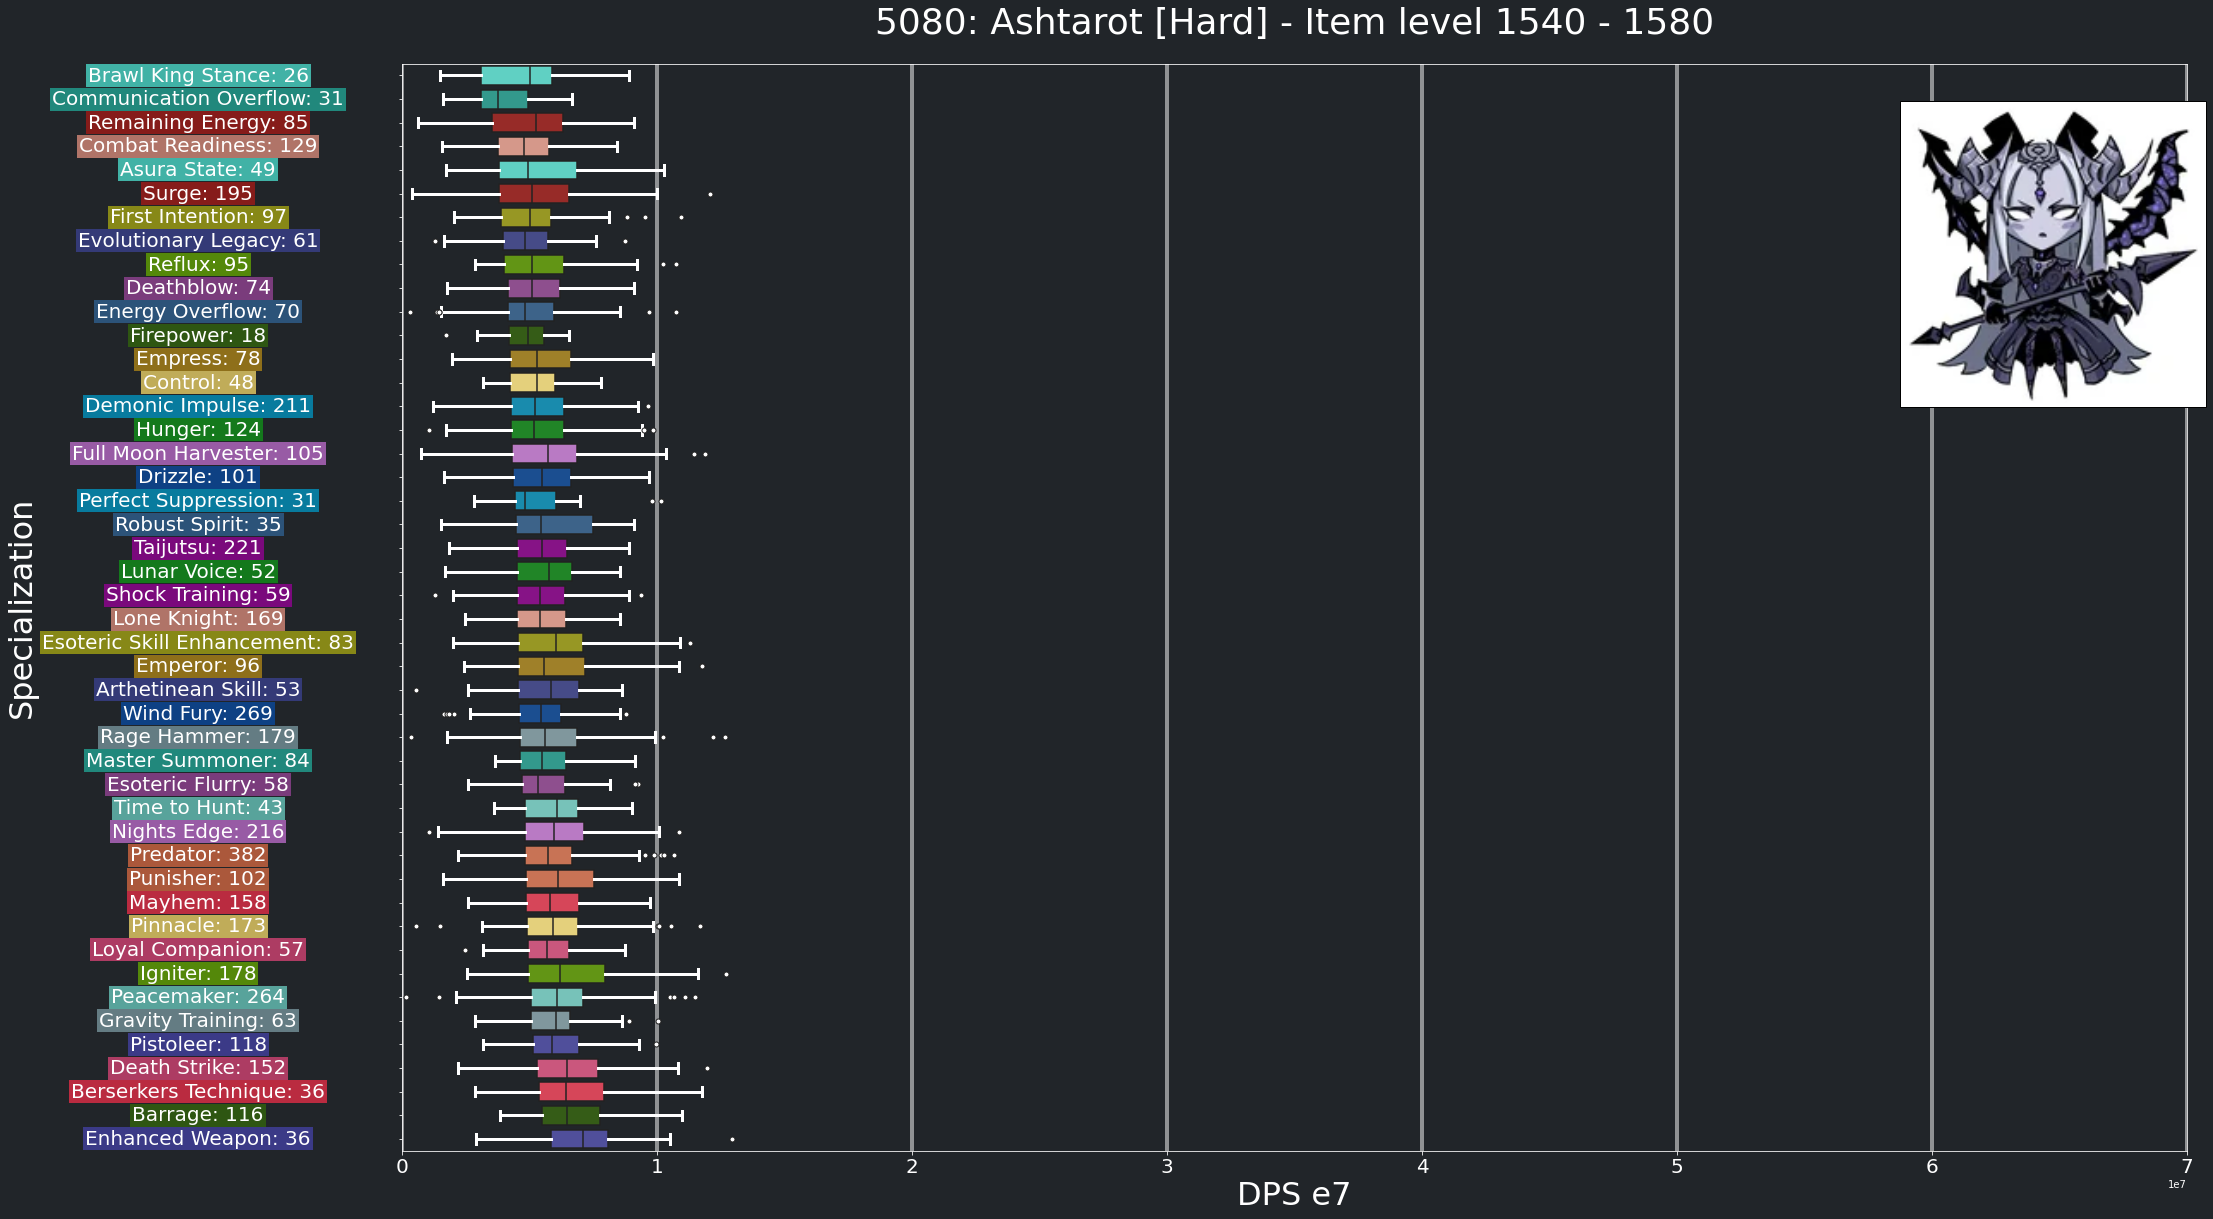 5080: Ashtarot [Hard] - Item level 1540 - 1580
Brawl King Stance: 26
Communication Overflow: 31
Remaining Energy: 85
Combat Readiness: 129
Asura State: 49
Surge: 195
First Intention: 97
Evolutionary Legacy: 61
Reflux: 95
Deathblow: 74
Energy Overflow: 70
Firepower: 18
Empress: 78
Control: 48
Demonic Impulse: 211
Hunger: 124
Full Moon Harvester: 105
Drizzle: 101
Perfect Suppression: 31
Robust Spirit: 35
Taijutsu: 221
Lunar Voice: 52
Shock Training: 59
Lone Knight: 169
Esoteric Skill Enhancement: 83
Emperor: 96
Arthetinean Skill: 53
Wind Fury: 269
Rage Hammer: 179
Master Summoner: 84
Esoteric Flurry: 58
Time to Hunt: 43
Nights Edge: 216
Predator: 382
Punisher: 102
Mayhem: 158
Pinnacle: 173
Loyal Companion: 57
Igniter: 178
Peacemaker: 264
Gravity Training: 63
Pistoleer: 118
Death Strike: 152
Berserkers Technique: 36
Barrage: 116
Enhanced Weapon: 36
Specialization
0 1 2 3 4 5 6 7
1e7
DPS e7